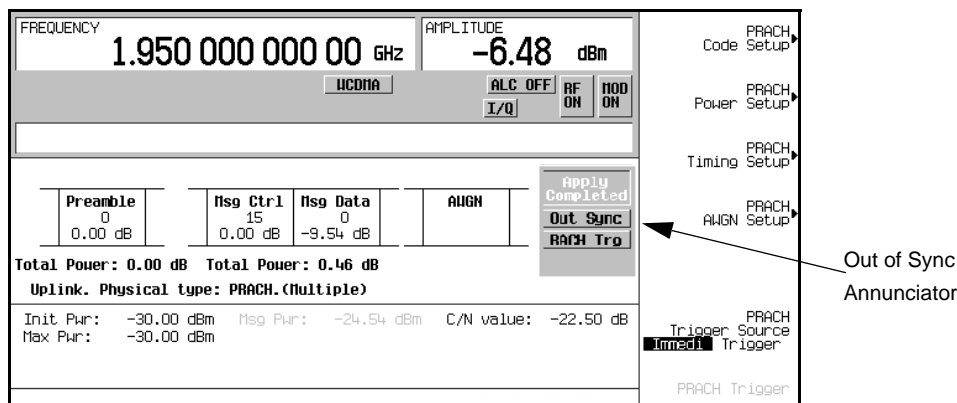 FREQUENCY
1.950 000 000 00 GHz
AMPLITUDE
-6.48 dBm
WCDMA
ALC OFF
I/Q
RF ON
MOD ON
PRACH Code Setup
PRACH Power Setup
PRACH Timing Setup
PRACH AWGN Setup
Preamble
0
0.00 dB
Msg Ctrl
15
0.00 dB
Msg Data
0
-9.54 dB
AWGN
Apply Completed
Out Sync
RACH Trg
Out of Sync
Annunciator
Total Power: 0.00 dB Total Power: 0.46 dB
Uplink. Physical type: PRACH.(Multiple)
Init Pwr: -30.00 dBm Msg Pwr: -24.54 dBm C/N value: -22.50 dB
Max Pwr: -30.00 dBm
PRACH
Trigger Source
Immedi Trigger
PRACH Trigger